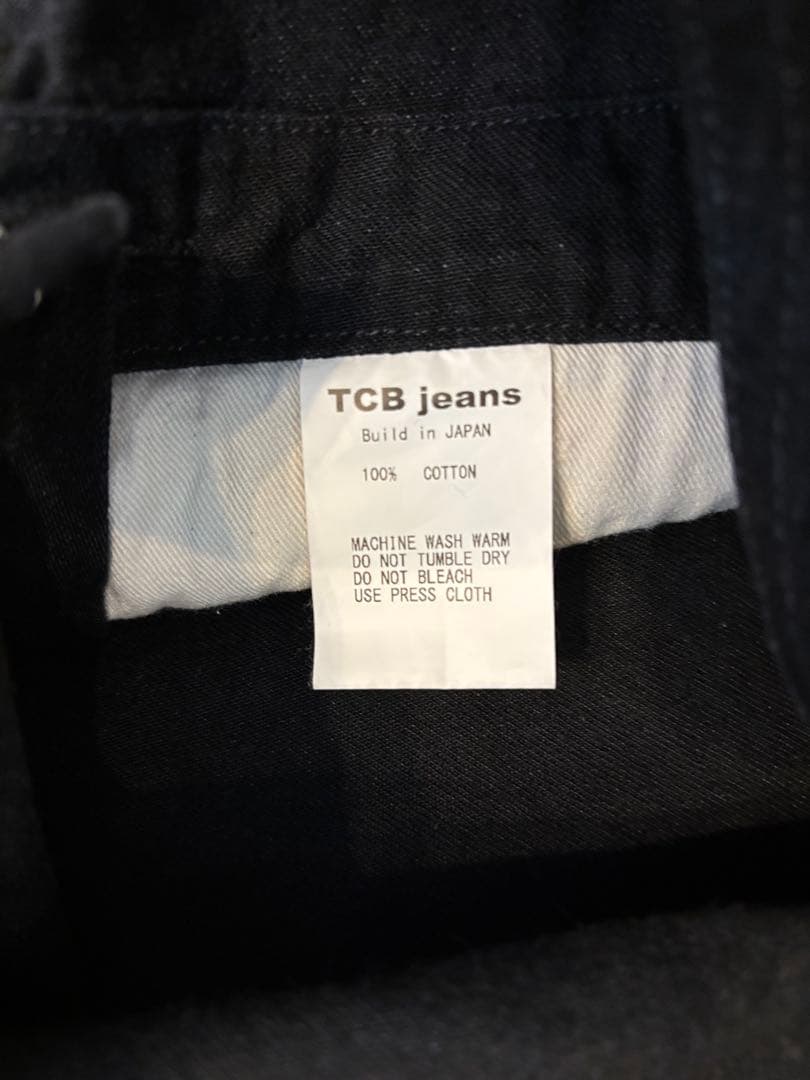 TCB jeans
Build in JAPAN
100% COTTON
MACHINE WASH WARM
DO NOT TUMBLE DRY
DO NOT BLEACH
USE PRESS CLOTH